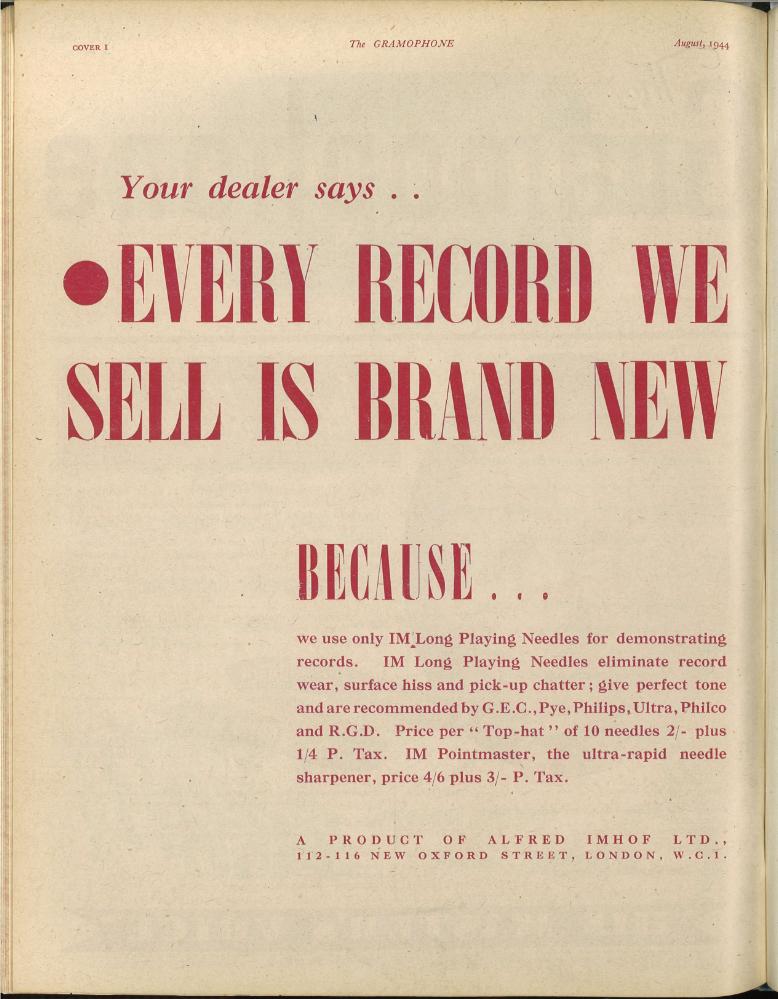 COVER I The GRAMOPHONE August, 1944
Your dealer says . .
●EVERY RECORD WE
SELL IS BRAND NEW
BECAUSE . . .
we use only IM Long Playing Needles for demonstrating
records. IM Long Playing Needles eliminate record
wear, surface hiss and pick-up chatter ; give perfect tone
and are recommended by G.E.C., Pye, Philips, Ultra, Philco
and R.G.D. Price per “ Top-hat ” of 10 needles 2/- plus
1/4 P. Tax. IM Pointmaster, the ultra-rapid needle
sharpener, price 4/6 plus 3/- P. Tax.
A PRODUCT OF ALFRED IMHOF LTD.,
112-116 NEW OXFORD STREET, LONDON, W.C.1.